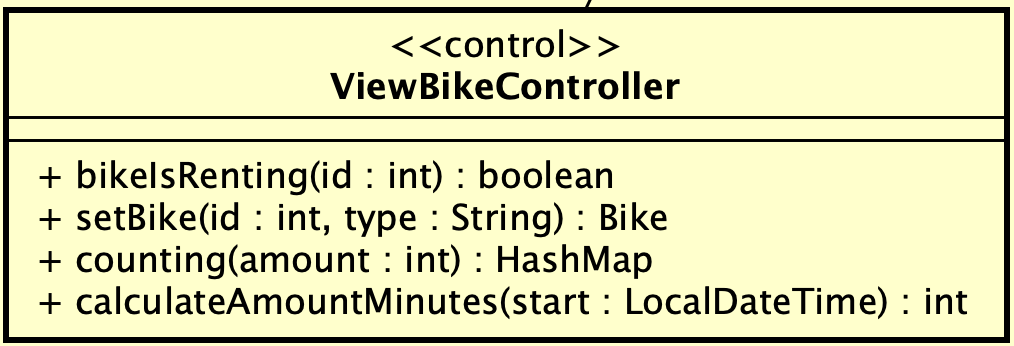 <<control>>
ViewBikeController
+ bikeIsRenting(id : int) : boolean
+ setBike(id : int, type : String) : Bike
+ counting(amount : int) : HashMap
+ calculateAmountMinutes(start : LocalDateTime) : int